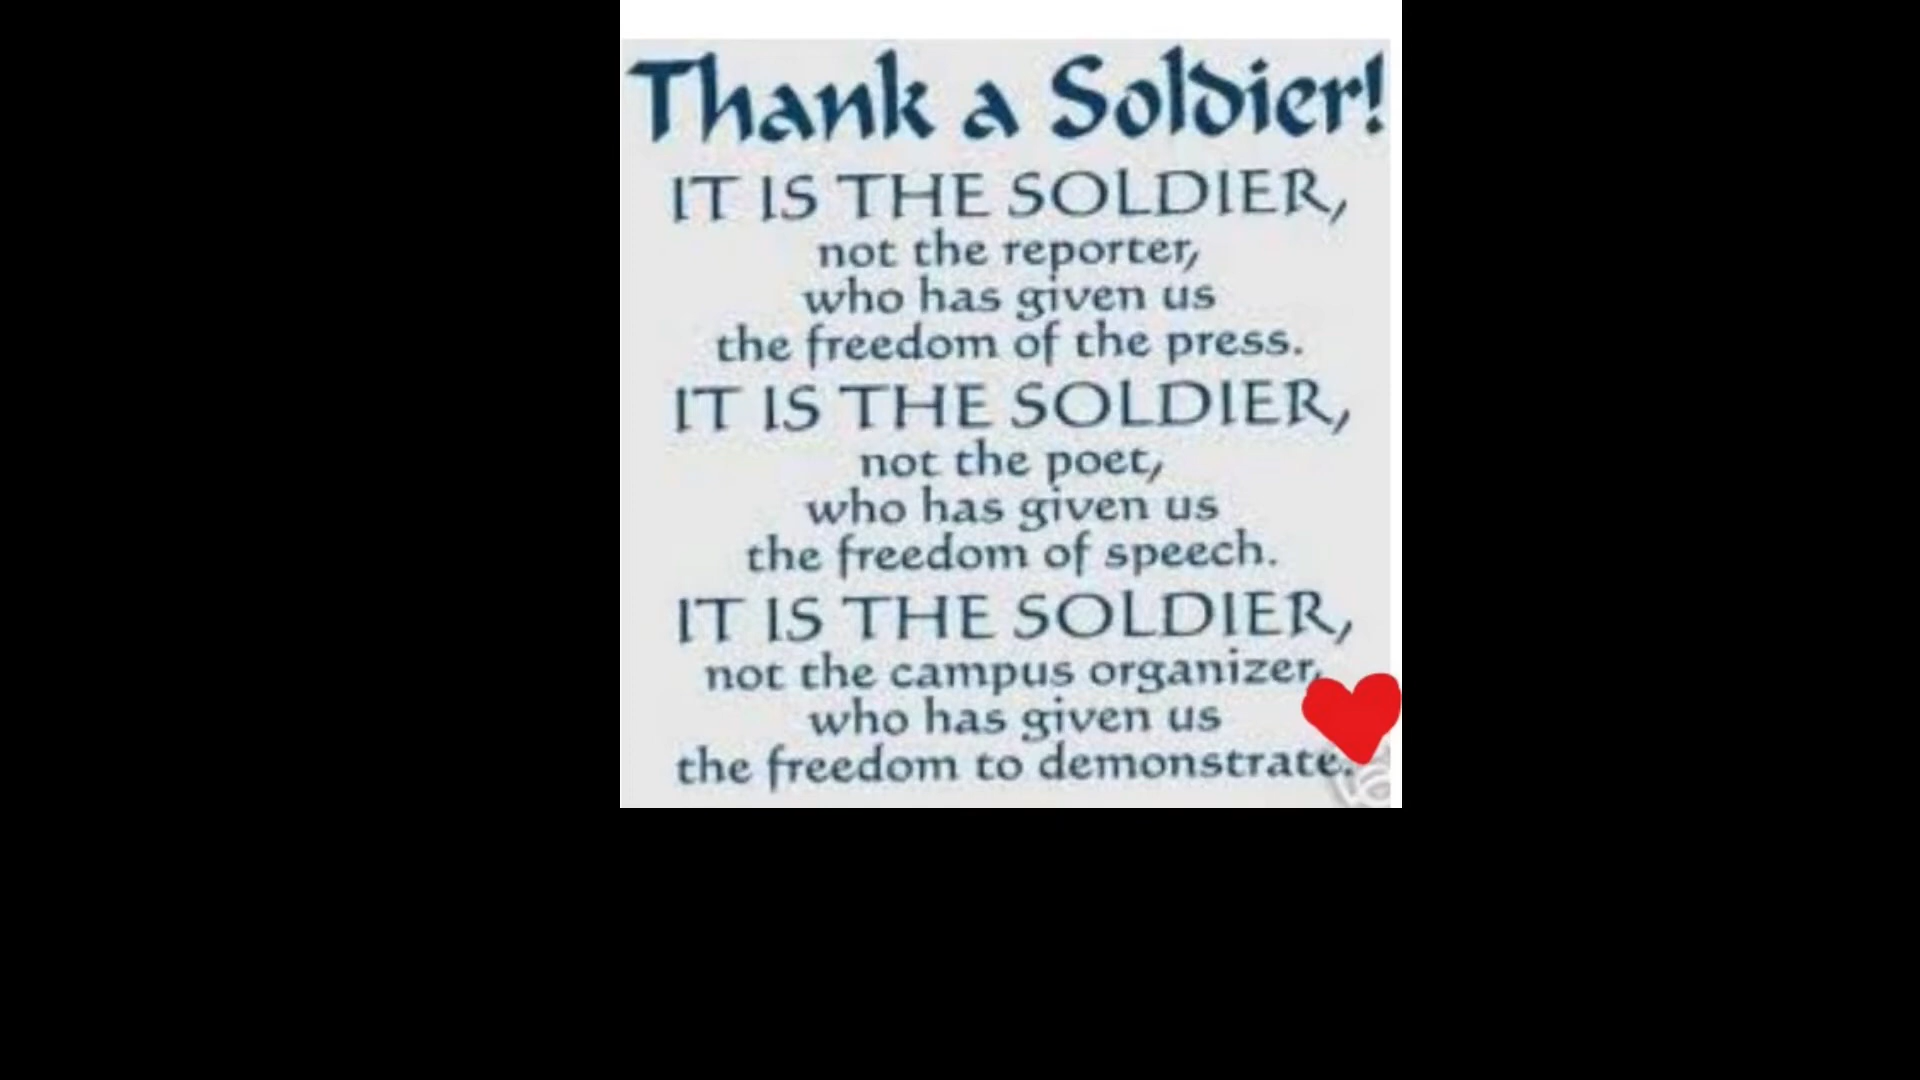 Thank a Soldier!
IT IS THE SOLDIER,
not the reporter,
who has given us
the freedom of the press.
IT IS THE SOLDIER,
not the poet,
who has given us
the freedom of speech.
IT IS THE SOLDIER,
not the campus organizer,
who has given us
the freedom to demonstrate.